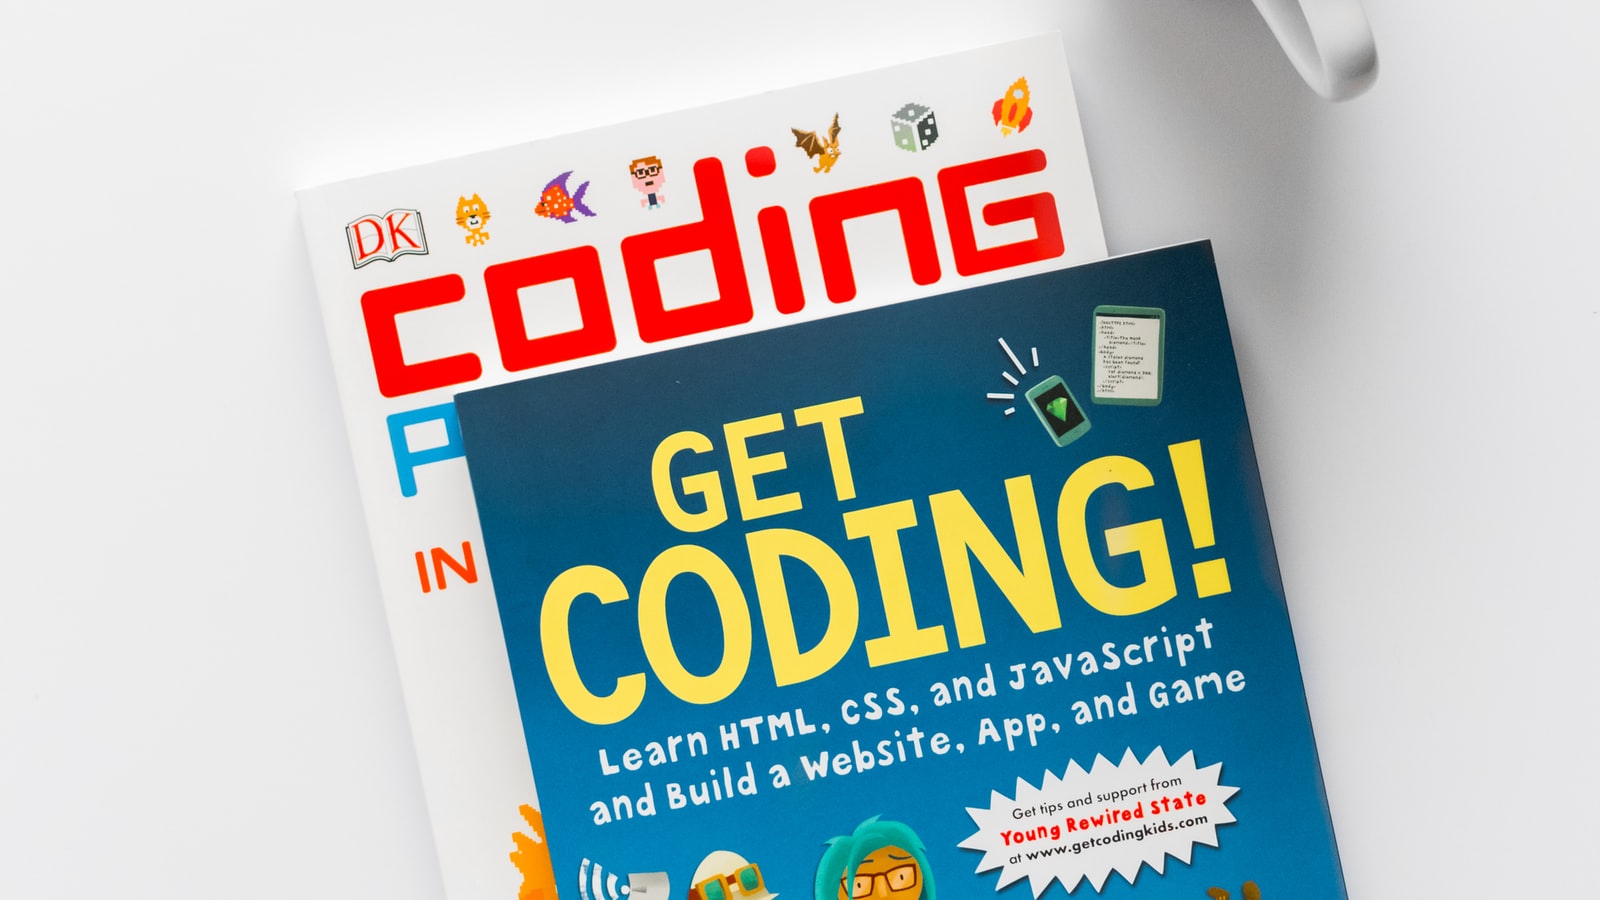 DK
coding
P
IN
GET
CODING!
Learn HTML, CSS, and JavaScript
and Build a Website, App, and Game
Get tips and support from
Young Rewired State
at www.getcodingkids.com